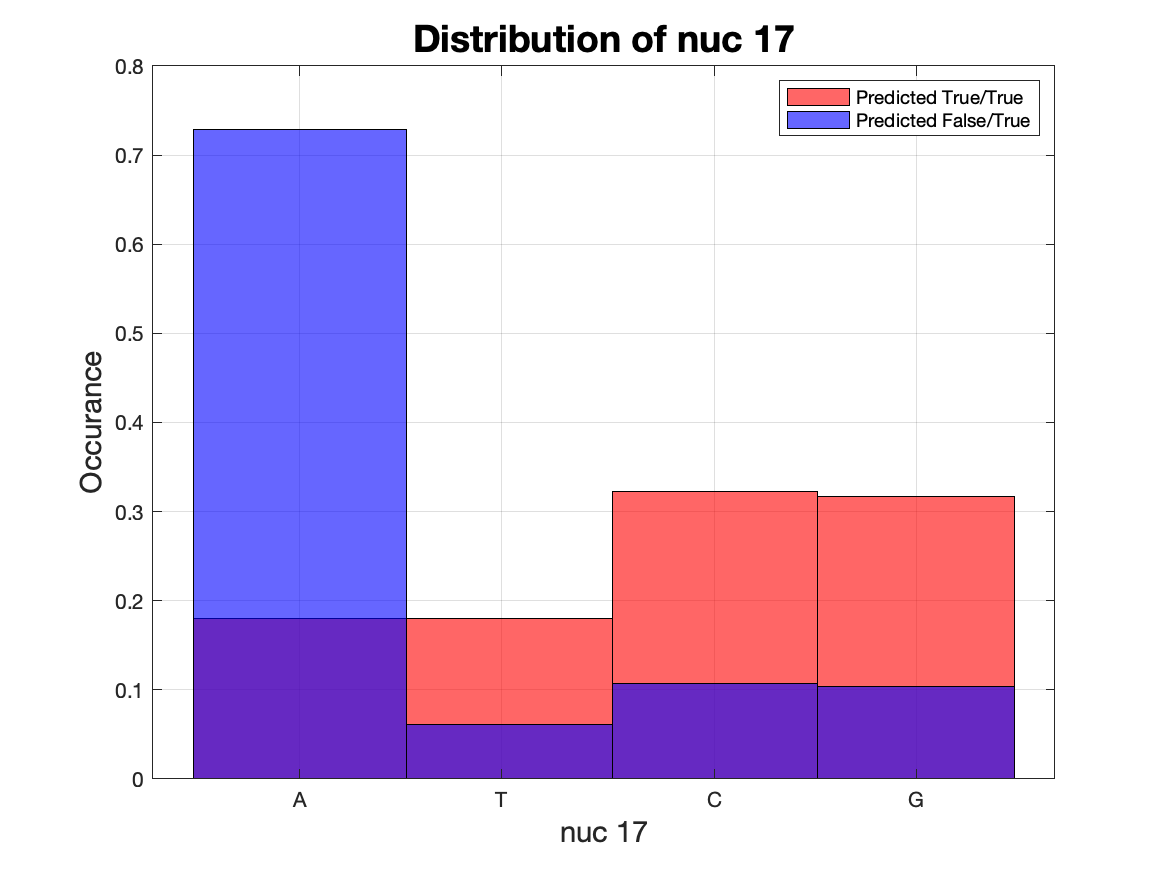 Distribution of nuc 17
Predicted True/True
Predicted False/True
0.8
0.7
0.6
0.5
0.4
0.3
0.2
0.1
0
Occurance
A T C G
nuc 17